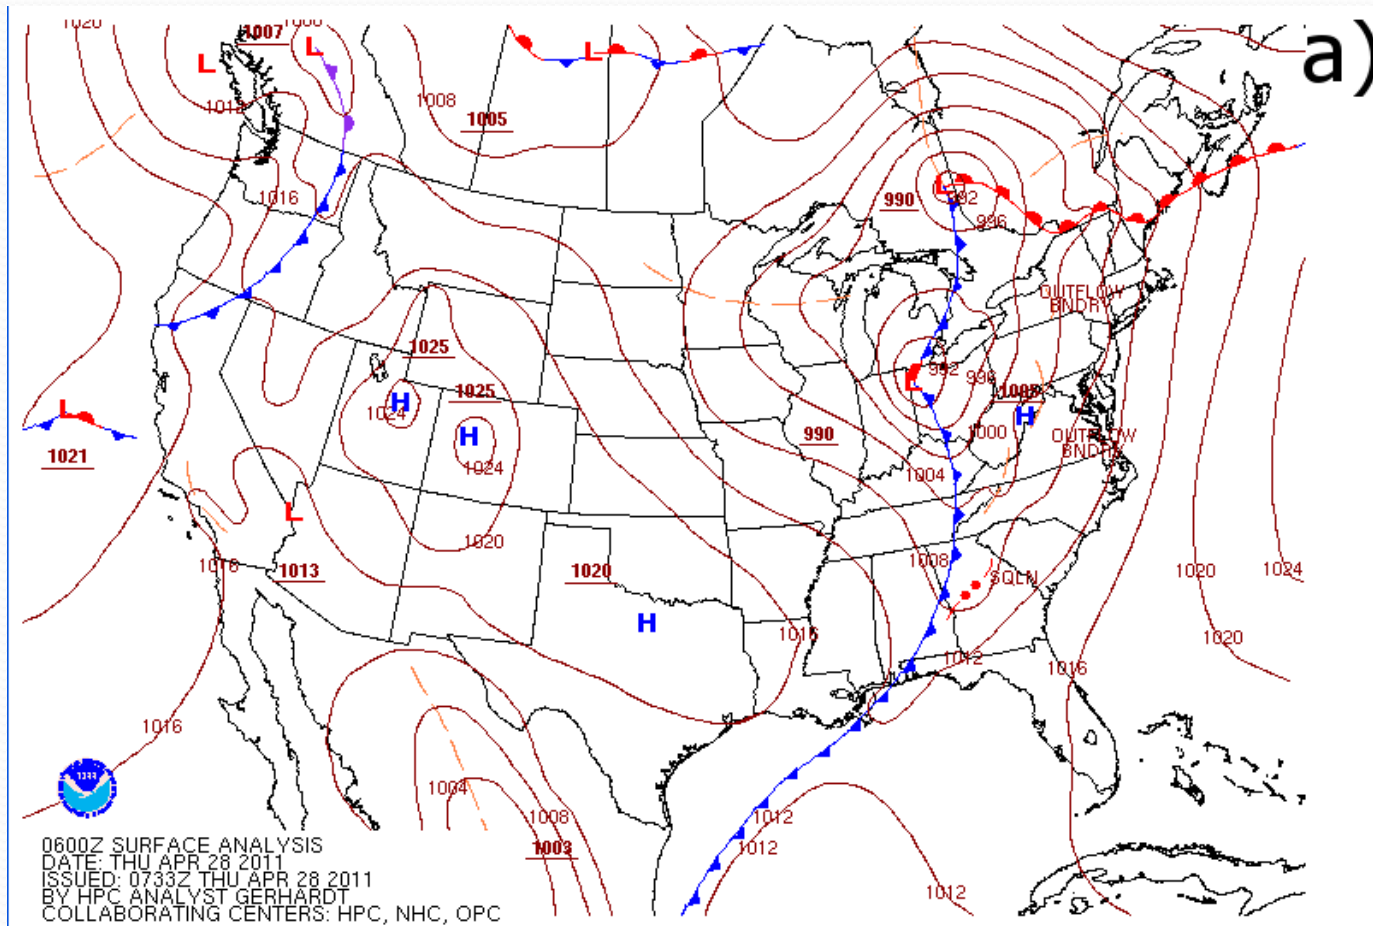 1020
1000
1007
L
L
L
a)
1012
1008
1005
1016
990
L
992
996
OUTFLOW
BNDRY
1025
1025
L
992
996
1005
H
1024
H
L
H
1021
1024
990
1000
OUTFLOW
BNDRY
1004
L
1020
1008
SQLN
1016
1013
1020
1020
1024
H
1016
1012
1016
1020
1016
1004
1008
1012
1003
1012
1012
NOAA
0600Z SURFACE ANALYSIS
DATE: THU APR 28 2011
ISSUED: 0733Z THU APR 28 2011
BY HPC ANALYST GERHARDT
COLLABORATING CENTERS: HPC, NHC, OPC